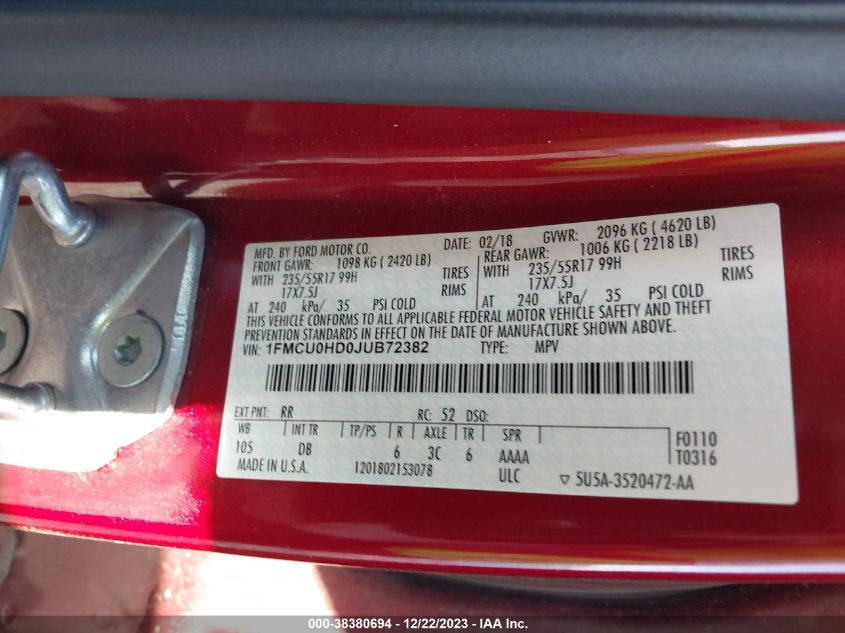 MFD. BY FORD MOTOR CO. DATE: 02/18 GVWR: 2096 KG ( 4620 LB)
FRONT GAWR: 1098 KG ( 2420 LB) REAR GAWR: 1006 KG ( 2218 LB)
WITH 235/55R17 99H TIRES WITH 235/55R17 99H TIRES
17X7.5J RIMS 17X7.5J RIMS
AT 240 kPa/ 35 PSI COLD AT 240 kPa/ 35 PSI COLD
THIS VEHICLE CONFORMS TO ALL APPLICABLE FEDERAL MOTOR VEHICLE SAFETY AND THEFT
PREVENTION STANDARDS IN EFFECT ON THE DATE OF MANUFACTURE SHOWN ABOVE.
VIN: 1FMCU0HD0JUB72382 TYPE: MPV
EXT PNT: RR RC: 52 DSO:
WB INT TR TP/PS R AXLE TR SPR F0110
105 DB 6 3C 6 AAAA T0316
MADE IN U.S.A. 1201802153078 ULC ▽ 5U5A-3520472-AA
000-38380694 - 12/22/2023 - IAA Inc.